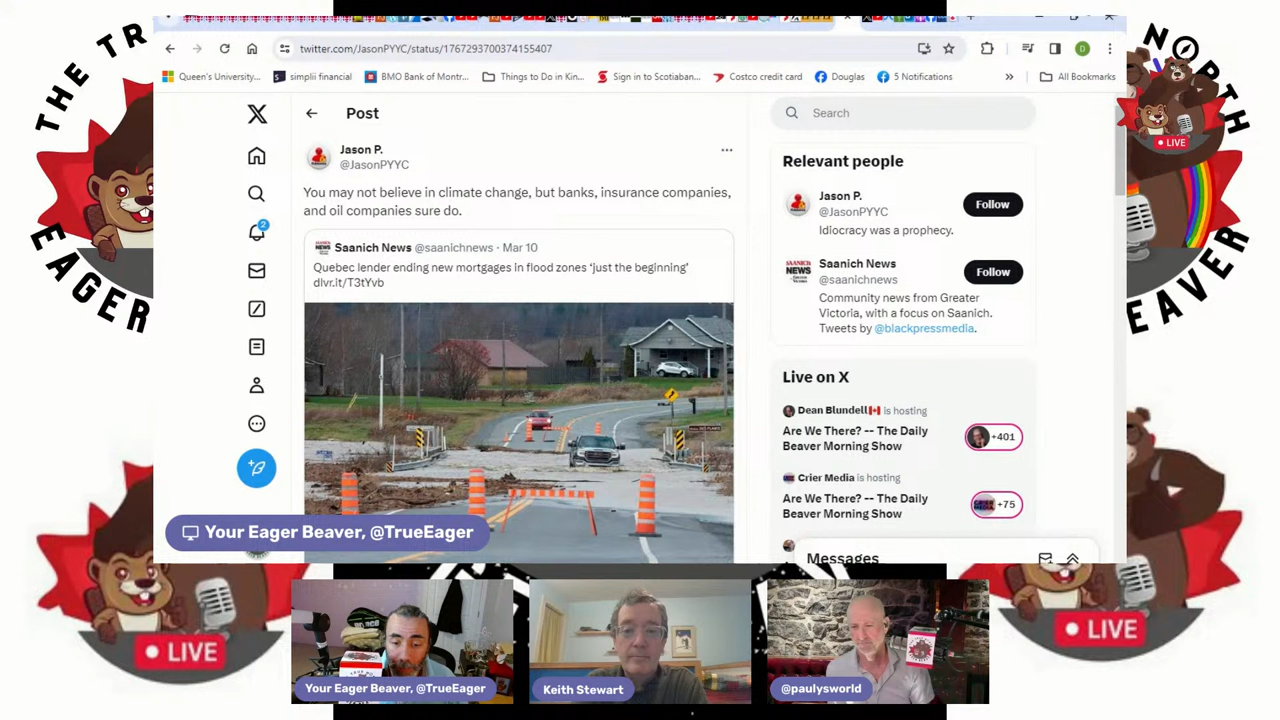 THE TR
EAGER
NORTH
EAVER
LIVE
twitter.com/JasonPYYC/status/1767293700374155407
D
Queen's University...
simplii financial
BMO Bank of Montr...
Things to Do in Kin...
Sign in to Scotiaban...
Costco credit card
Douglas
5 Notifications
»
All Bookmarks
Post
Jason P.
@JasonPYYC
You may not believe in climate change, but banks, insurance companies,
and oil companies sure do.
Saanich News @saanichnews · Mar 10
Quebec lender ending new mortgages in flood zones 'just the beginning'
dlvr.it/T3tYvb
2
Search
Relevant people
Jason P.
@JasonPYYC
Follow
Idiocracy was a prophecy.
SAANICH
NEWS
Saanich News
@saanichnews
Follow
Community news from Greater
Victoria, with a focus on Saanich.
Tweets by @blackpressmedia.
Live on X
Dean Blundell is hosting
Are We There? -- The Daily
Beaver Morning Show
+401
Crier Media is hosting
Are We There? -- The Daily
Beaver Morning Show
+75
Messages
Your Eager Beaver, @TrueEager
LIVE
LIVE
Your Eager Beaver, @TrueEager
Keith Stewart
@paulysworld